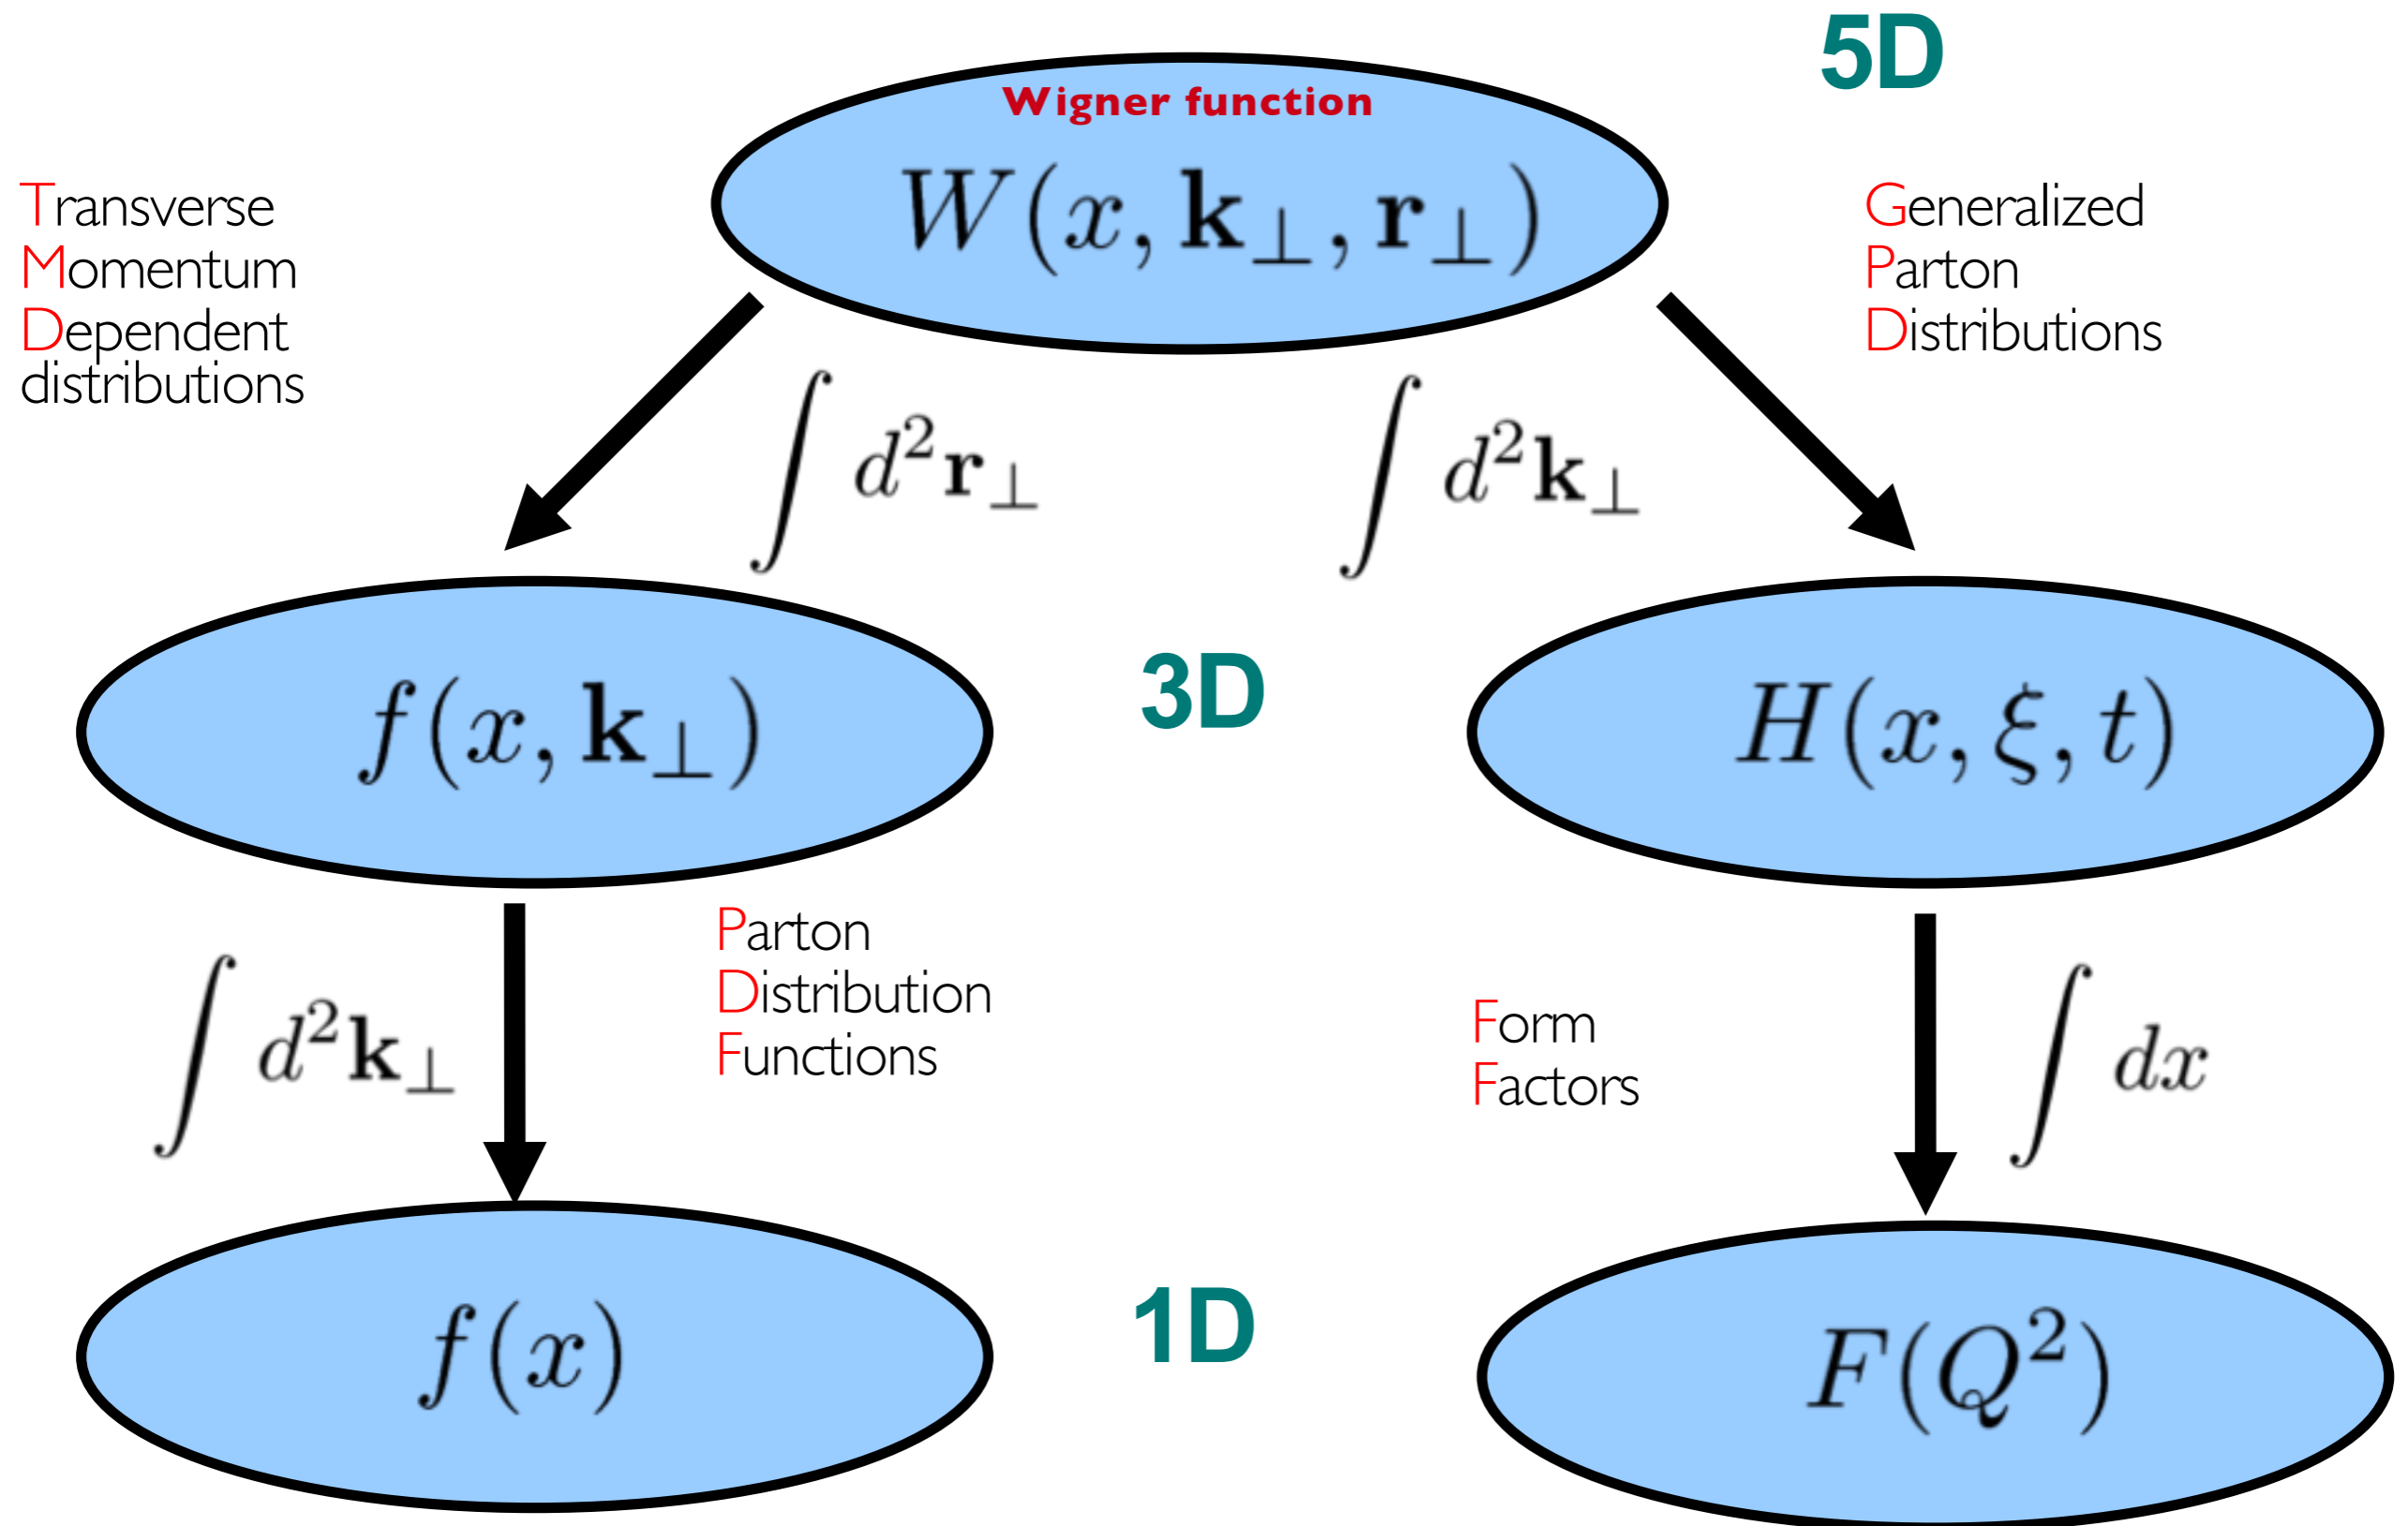 5D
Wigner function
W(x, k⊥, r⊥)
Transverse
Momentum
Dependent
distributions
Generalized
Parton
Distributions
∫ d²r⊥
∫ d²k⊥
f(x, k⊥)
3D
H(x, ξ, t)
∫ d²k⊥
Parton
Distribution
Functions
Form
Factors
∫ dx
f(x)
1D
F(Q²)